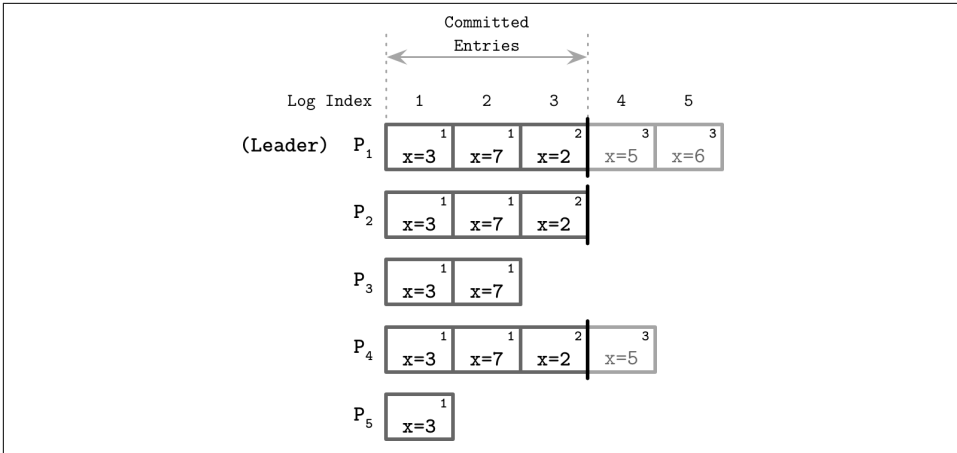 Committed
Entries
Log Index 1 2 3 4 5
(Leader) P1 x=3 1 x=7 1 x=2 2 x=5 3 x=6 3
P2 x=3 1 x=7 1 x=2 2
P3 x=3 1 x=7 1
P4 x=3 1 x=7 1 x=2 2 x=5 3
P5 x=3 1